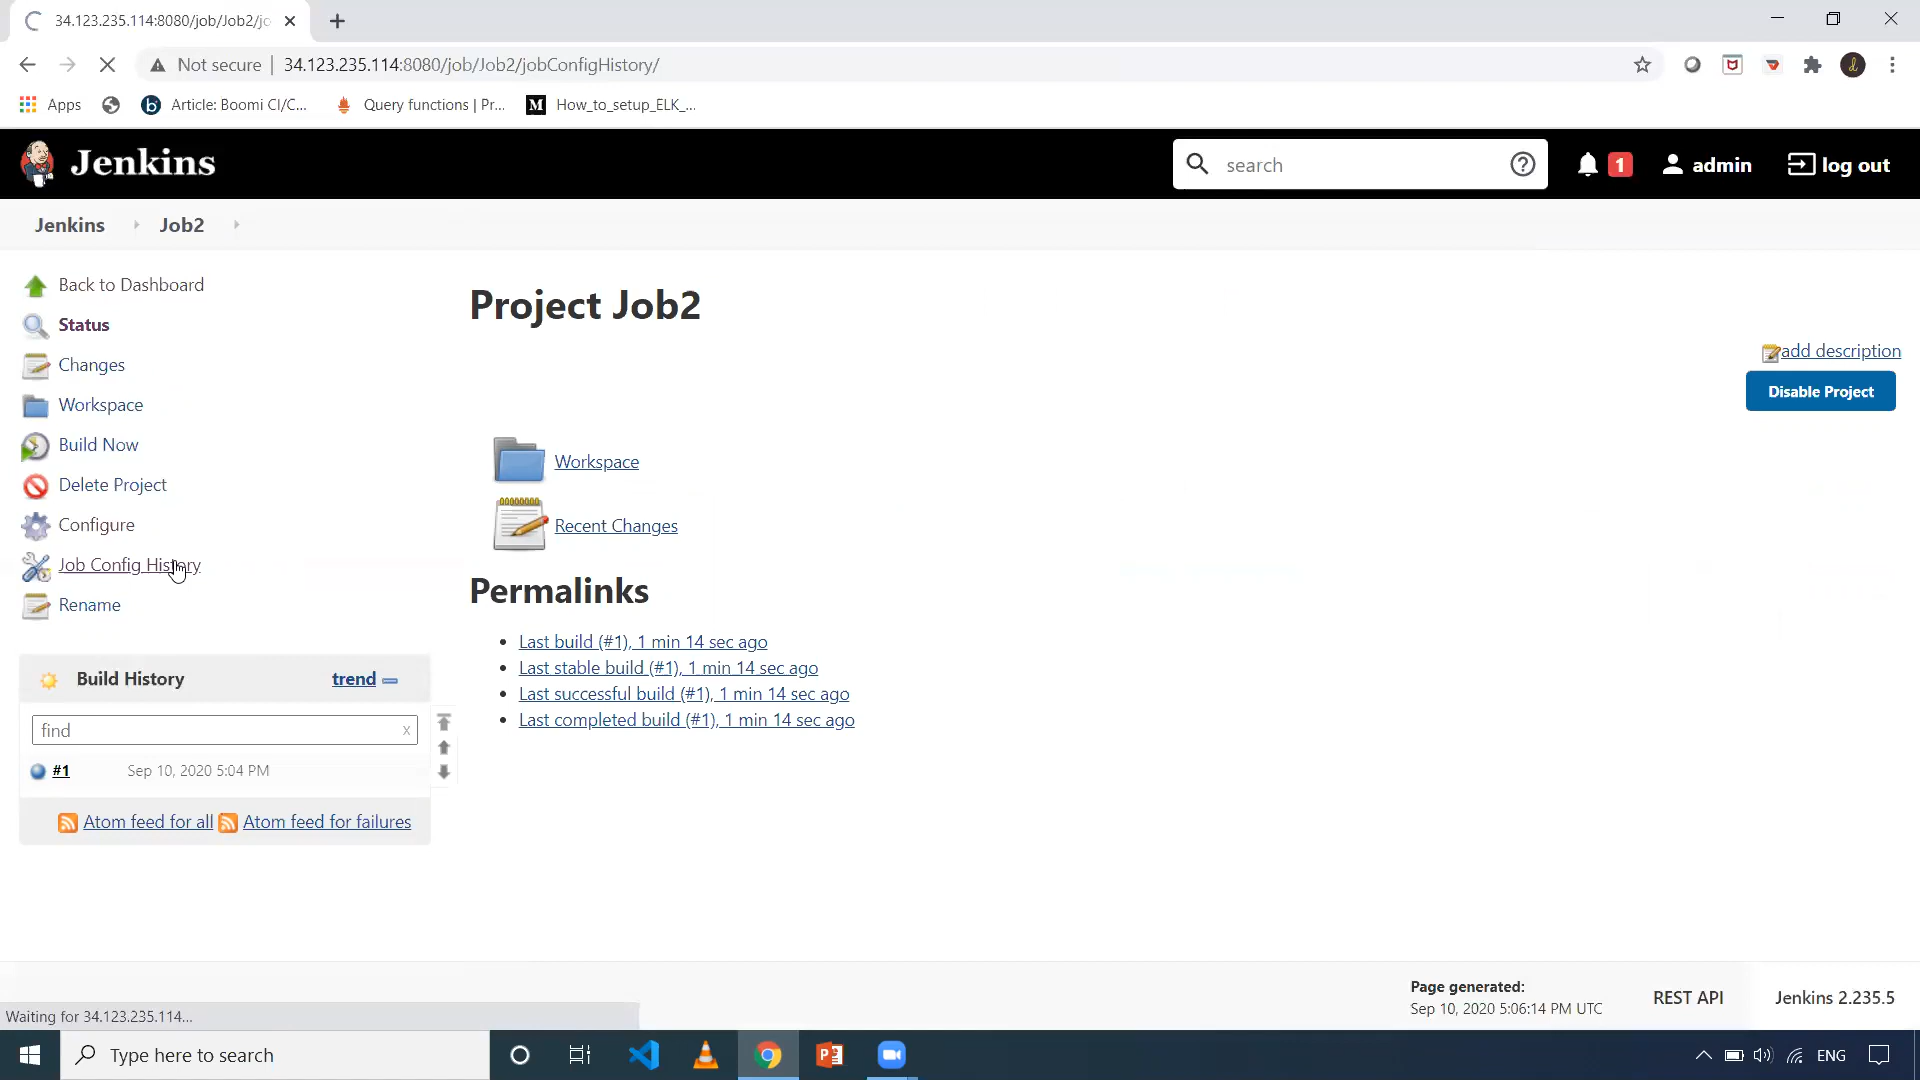 34.123.235.114:8080/job/Job2/jo
Not secure | 34.123.235.114:8080/job/Job2/jobConfigHistory/
Apps
Article: Boomi CI/C...
Query functions | Pr...
How_to_setup_ELK_...
Jenkins
search
1
admin
log out
Jenkins
Job2
Back to Dashboard
Status
Changes
Workspace
Build Now
Delete Project
Configure
Job Config History
Rename
Project Job2
add description
Disable Project
Workspace
Recent Changes
Permalinks
Last build (#1), 1 min 14 sec ago
Last stable build (#1), 1 min 14 sec ago
Last successful build (#1), 1 min 14 sec ago
Last completed build (#1), 1 min 14 sec ago
Build History
trend
find
x
#1
Sep 10, 2020 5:04 PM
Atom feed for all
Atom feed for failures
Page generated:
Sep 10, 2020 5:06:14 PM UTC
REST API
Jenkins 2.235.5
Waiting for 34.123.235.114...
Type here to search
ENG